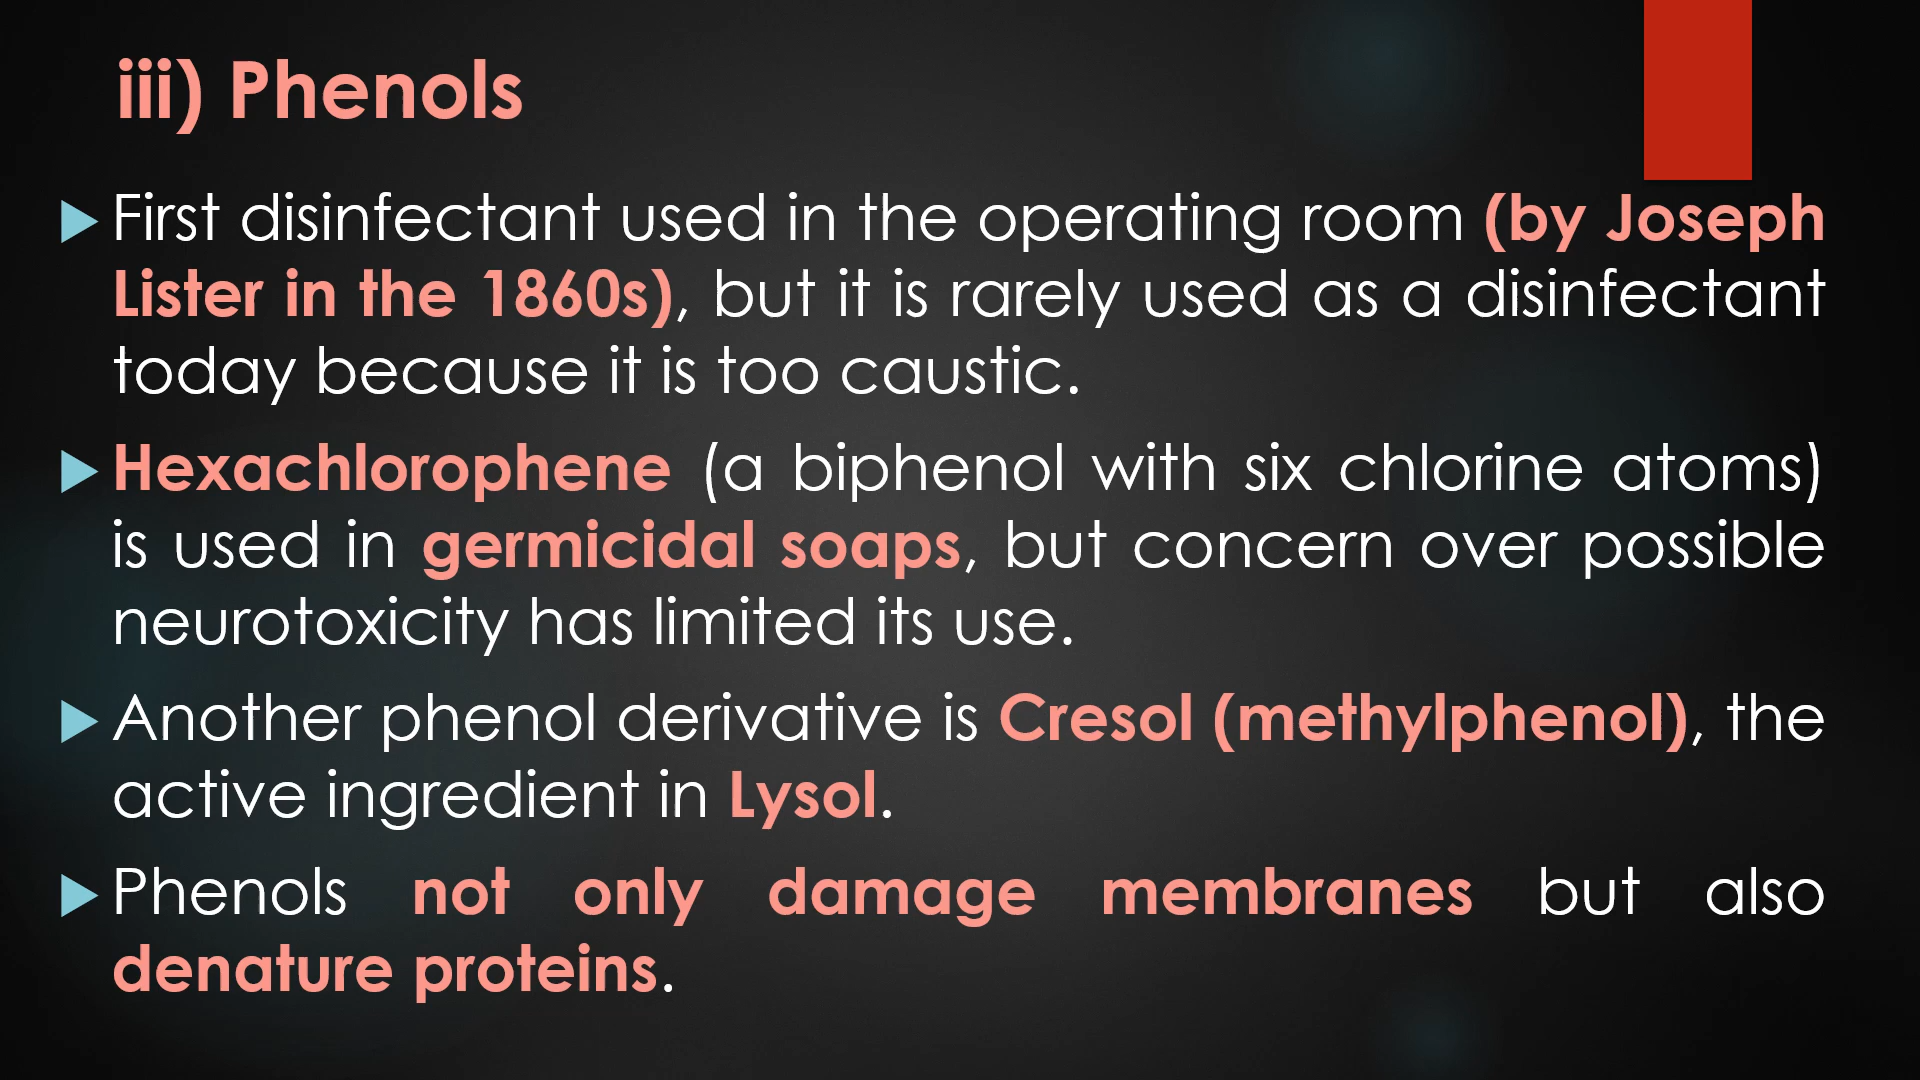 iii) Phenols
First disinfectant used in the operating room (by Joseph
Lister in the 1860s), but it is rarely used as a disinfectant
today because it is too caustic.
Hexachlorophene (a biphenol with six chlorine atoms)
is used in germicidal soaps, but concern over possible
neurotoxicity has limited its use.
Another phenol derivative is Cresol (methylphenol), the
active ingredient in Lysol.
Phenols not only damage membranes but also
denature proteins.